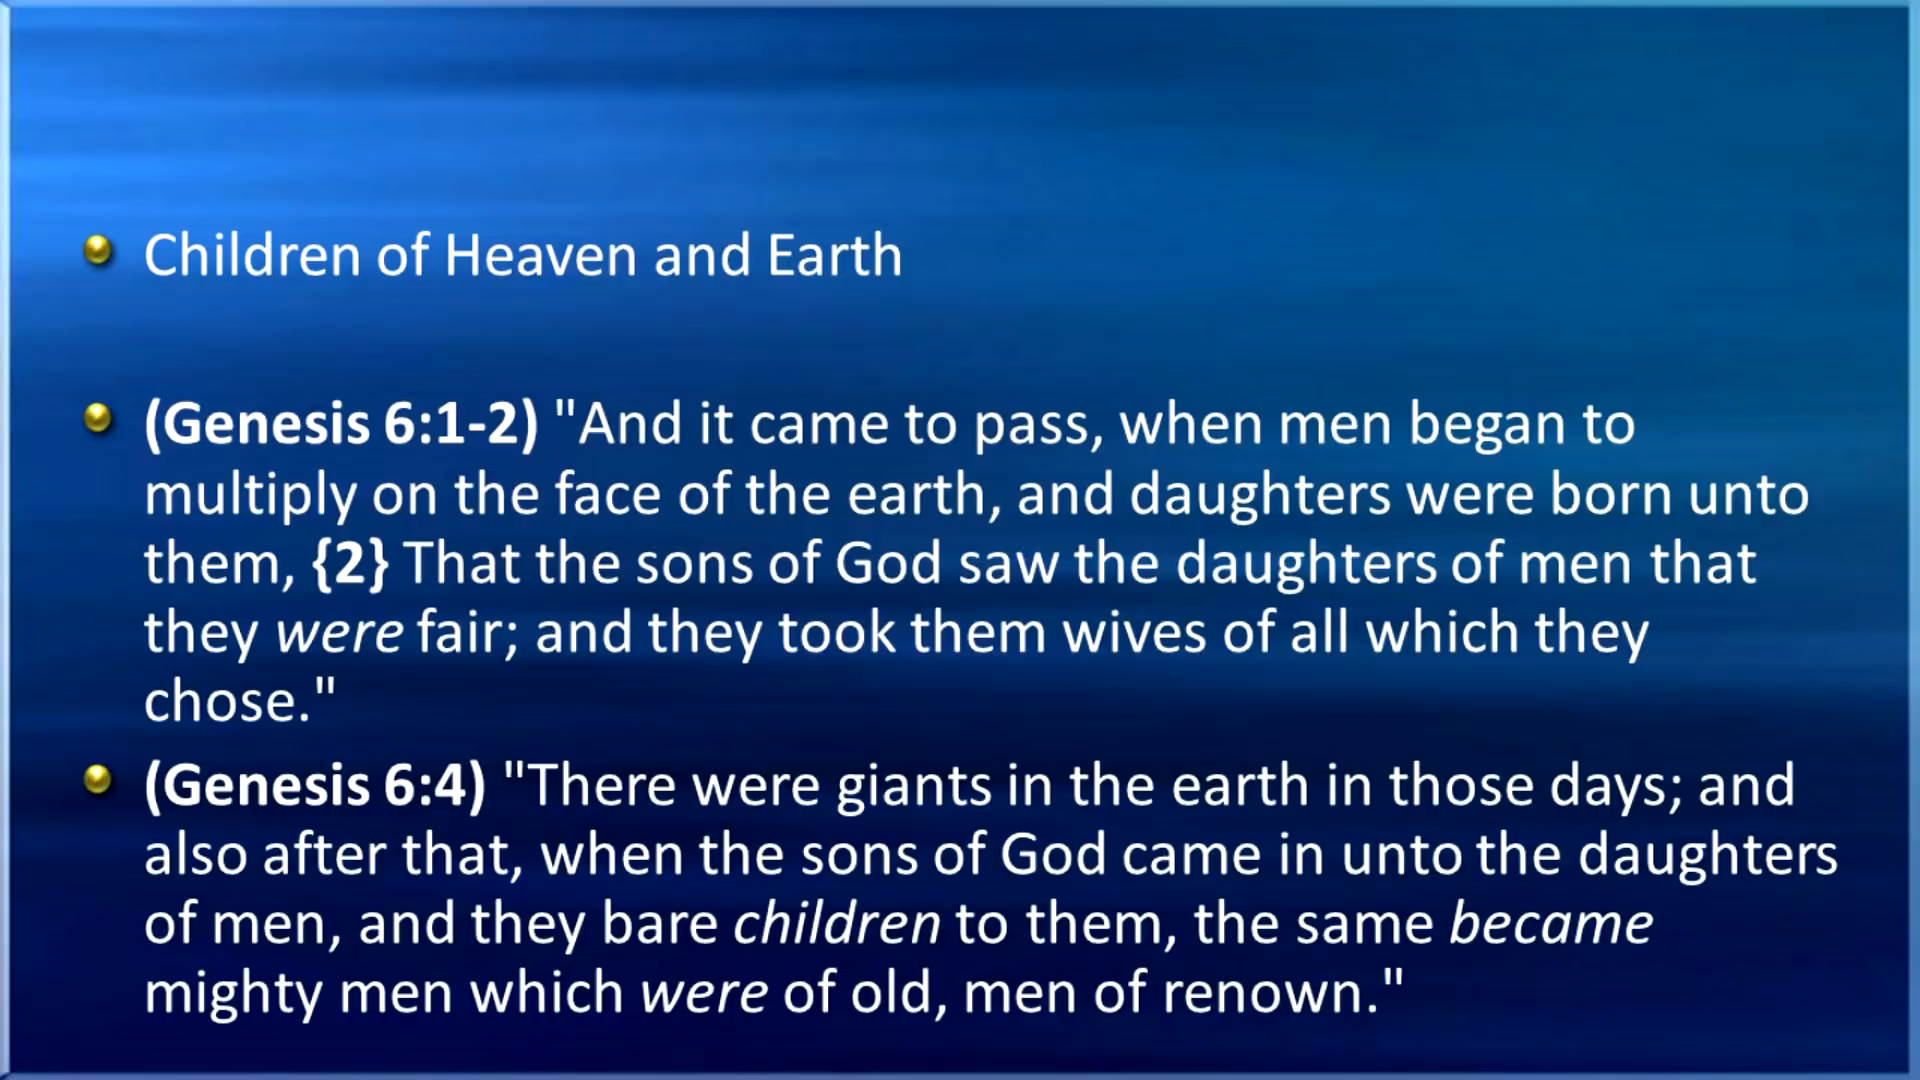 Children of Heaven and Earth
(Genesis 6:1-2) "And it came to pass, when men began to
multiply on the face of the earth, and daughters were born unto
them, {2} That the sons of God saw the daughters of men that
they were fair; and they took them wives of all which they
chose."
(Genesis 6:4) "There were giants in the earth in those days; and
also after that, when the sons of God came in unto the daughters
of men, and they bare children to them, the same became
mighty men which were of old, men of renown."